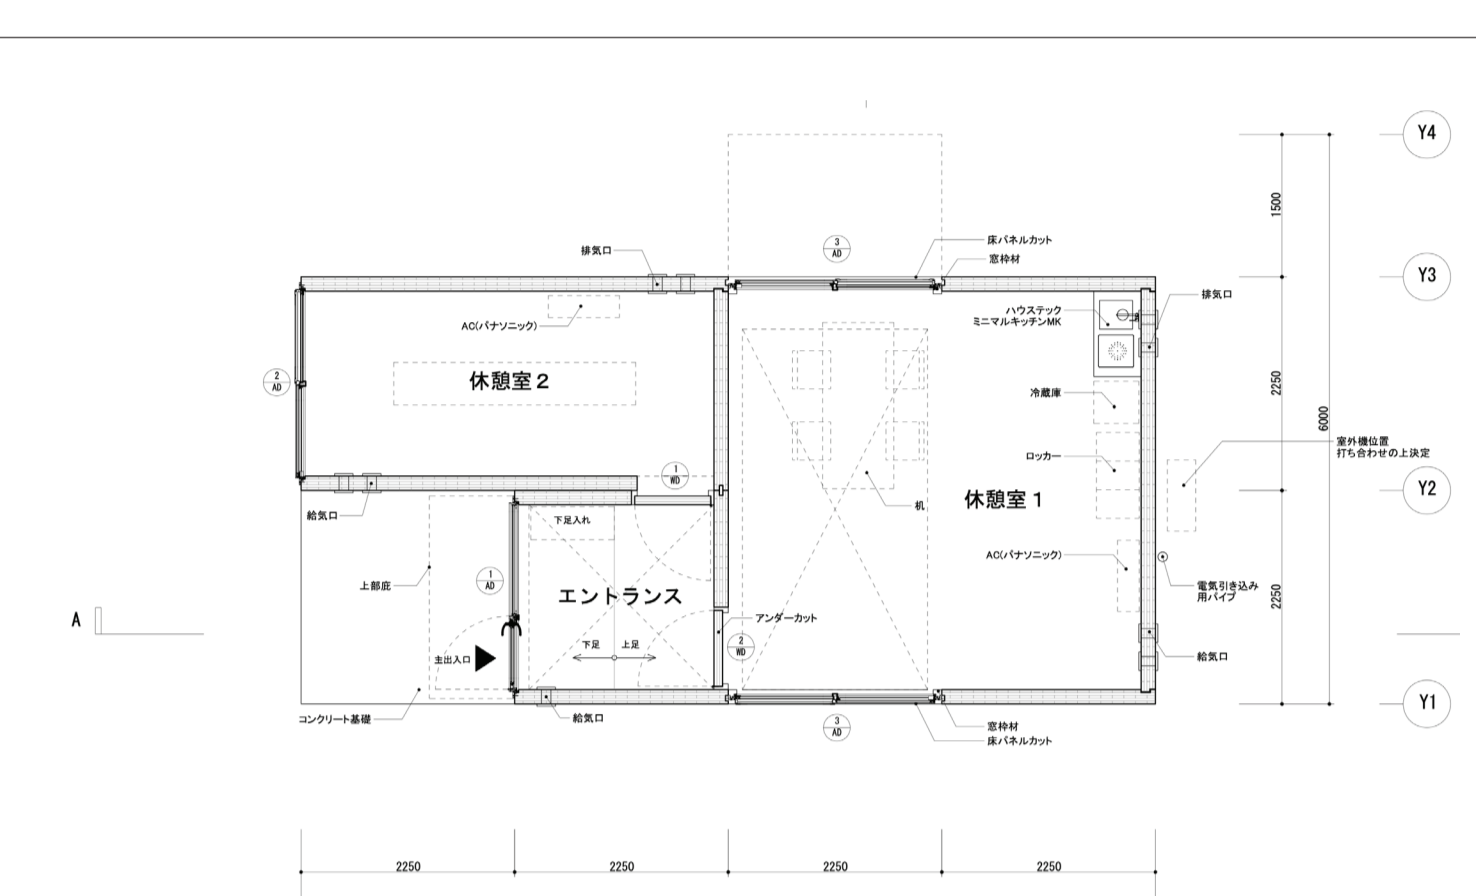 Y4
1500
3
AD
床パネルカット
排気口
窓枠材
Y3
排気口
ハウステック
ミニマルキッチンMK
AC(パナソニック)
休憩室２
2
AD
冷蔵庫
2250
6000
室外機位置
打ち合わせの上決定
ロッカー
1
WD
Y2
休憩室１
机
給気口
下足入れ
AC(パナソニック)
1
AD
上部庇
エントランス
電気引き込み
用パイプ
2250
A
アンダーカット
下足
上足
2
WD
主出入口
給気口
Y1
コンクリート基礎
給気口
3
AD
窓枠材
床パネルカット
2250
2250
2250
2250